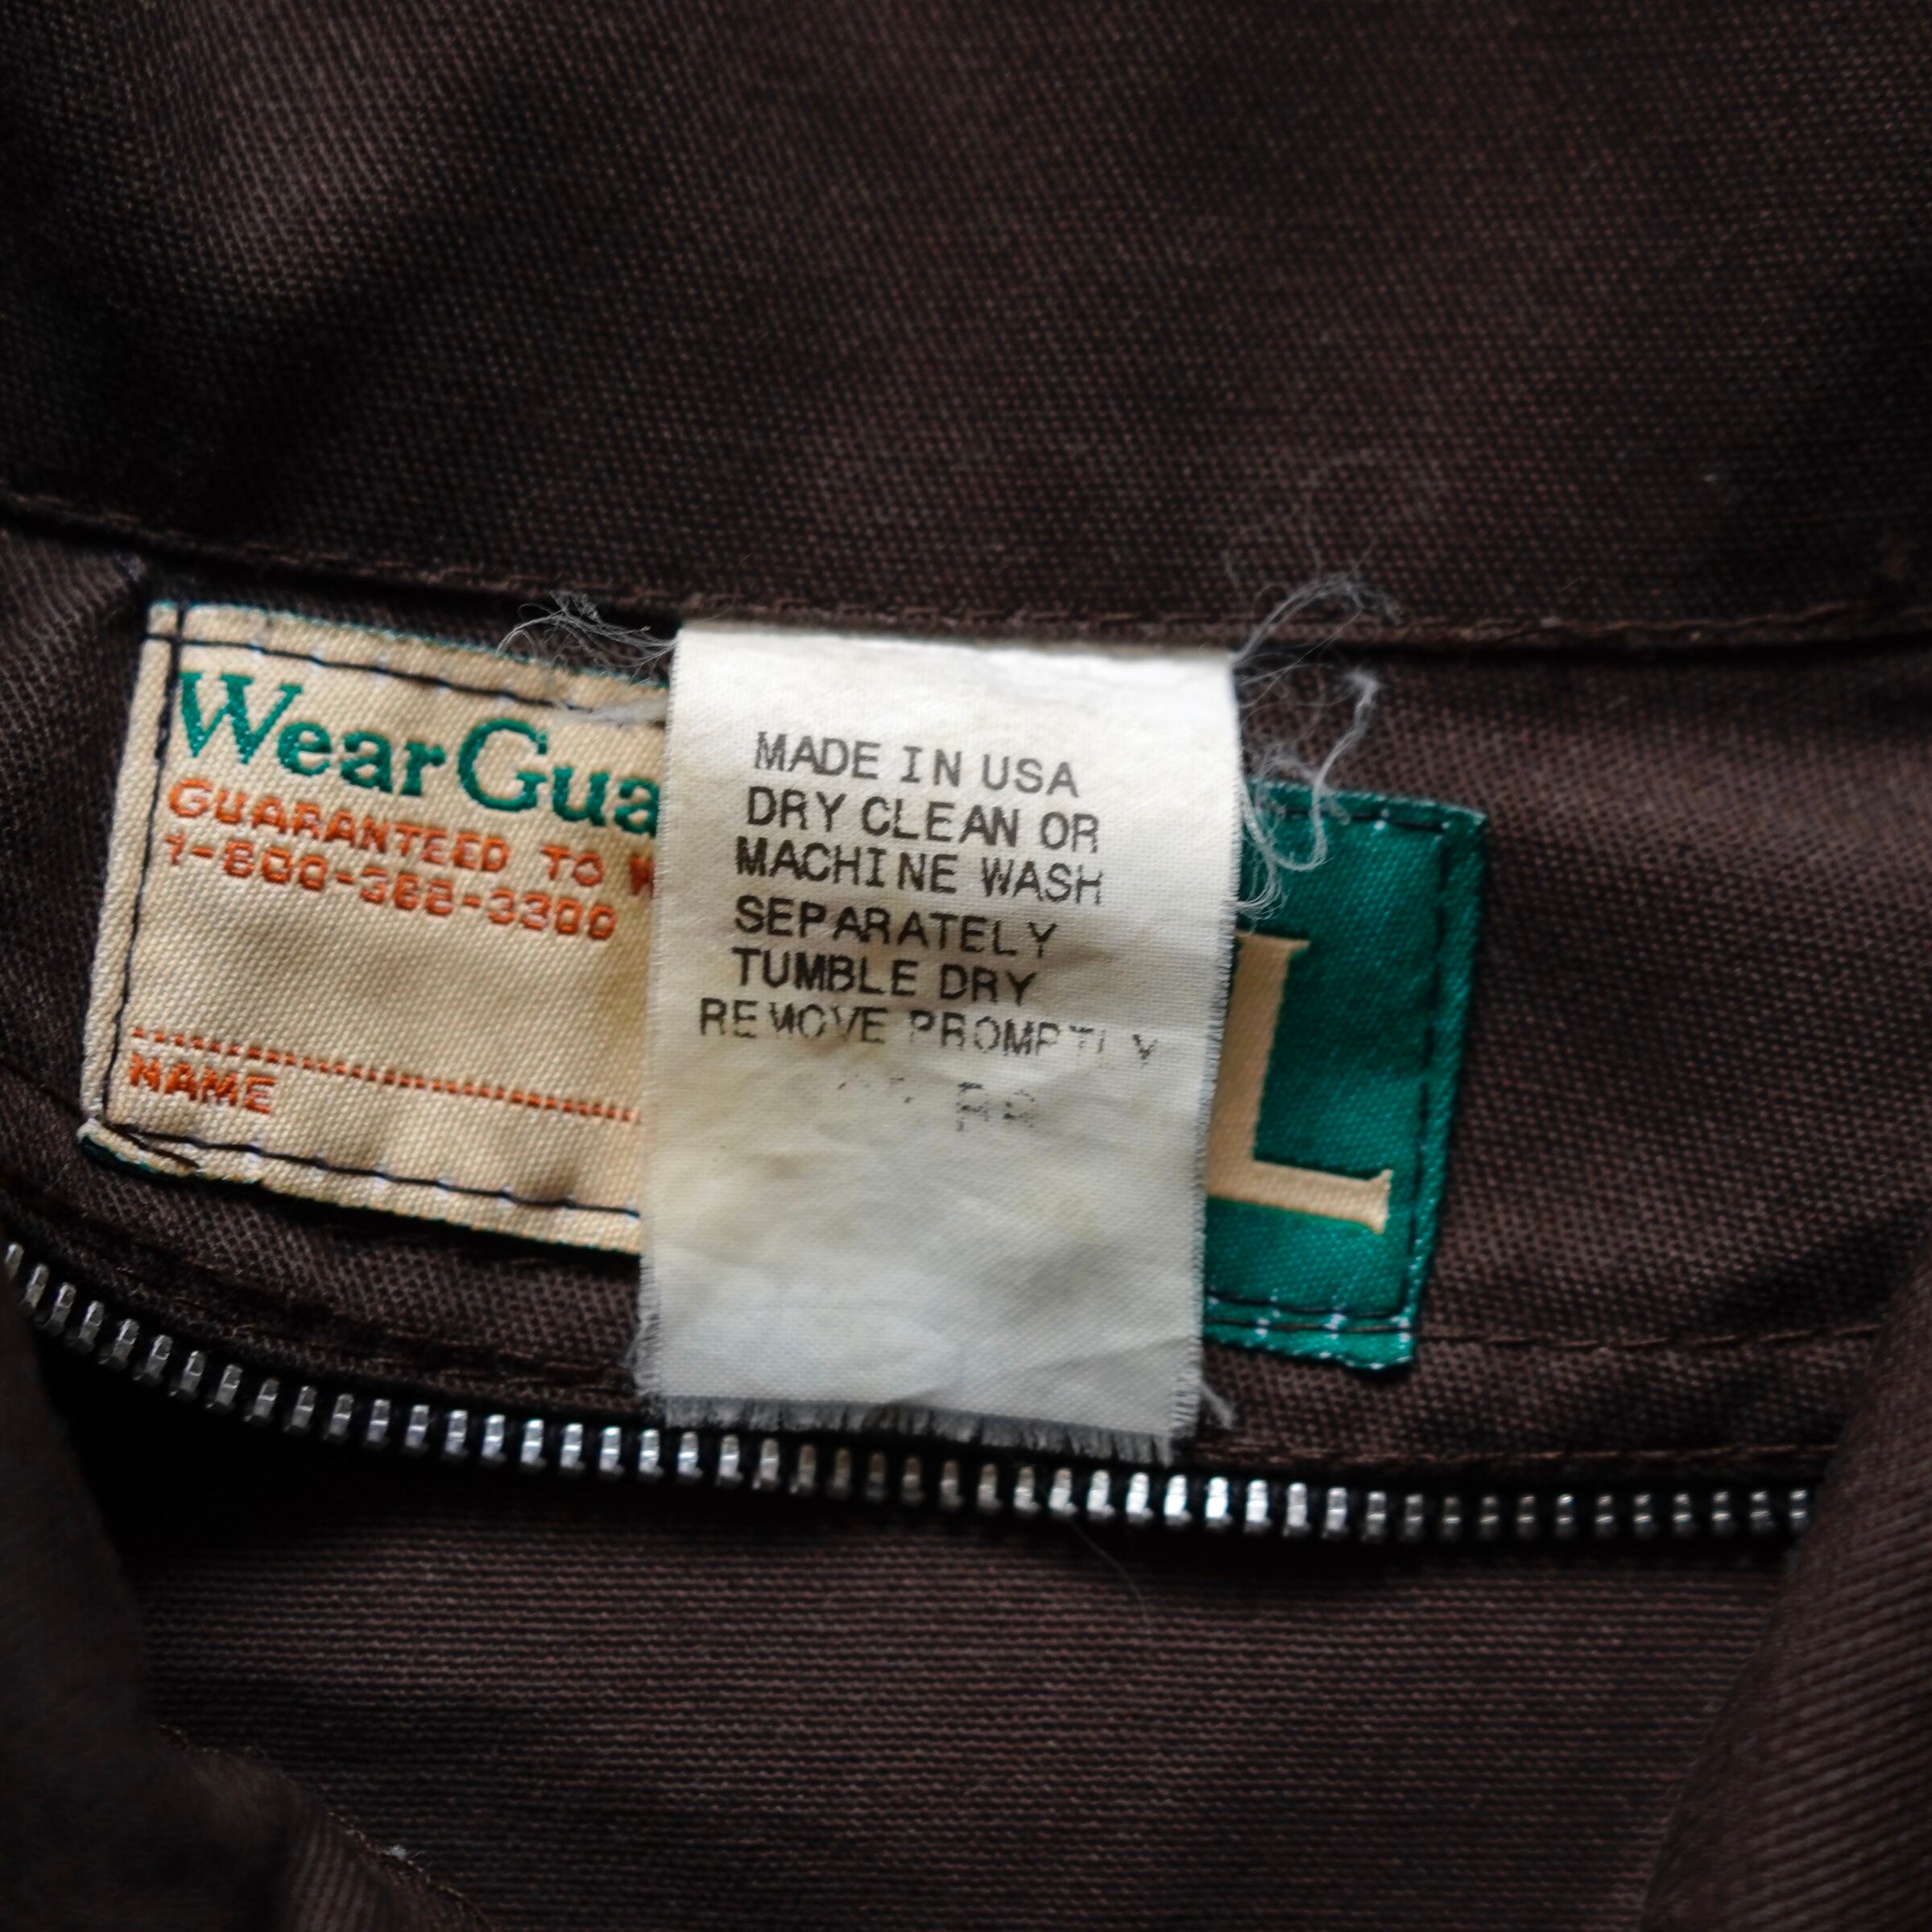 WearGua
GUARANTEED TO
1-800-388-3300
NAME
MADE IN USA
DRY CLEAN OR
MACHINE WASH
SEPARATELY
TUMBLE DRY
REMOVE PROMPTLY
L